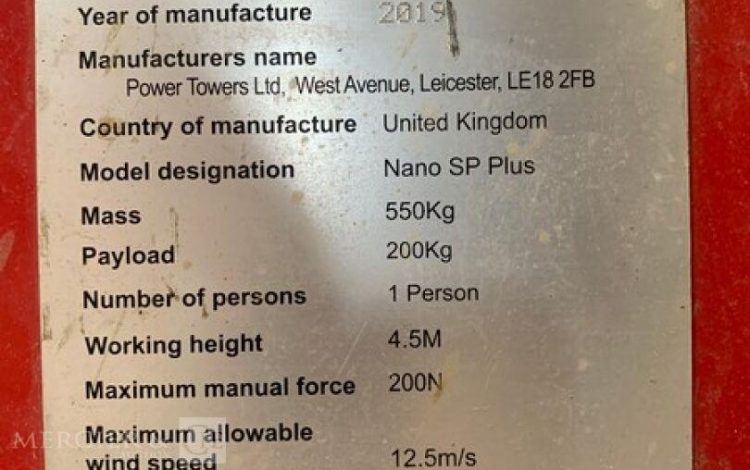 Year of manufacture 2019
Manufacturers name
Power Towers Ltd, West Avenue, Leicester, LE18 2FB
Country of manufacture United Kingdom
Model designation Nano SP Plus
Mass 550Kg
Payload 200Kg
Number of persons 1 Person
Working height 4.5M
Maximum manual force 200N
Maximum allowable
wind speed 12.5m/s